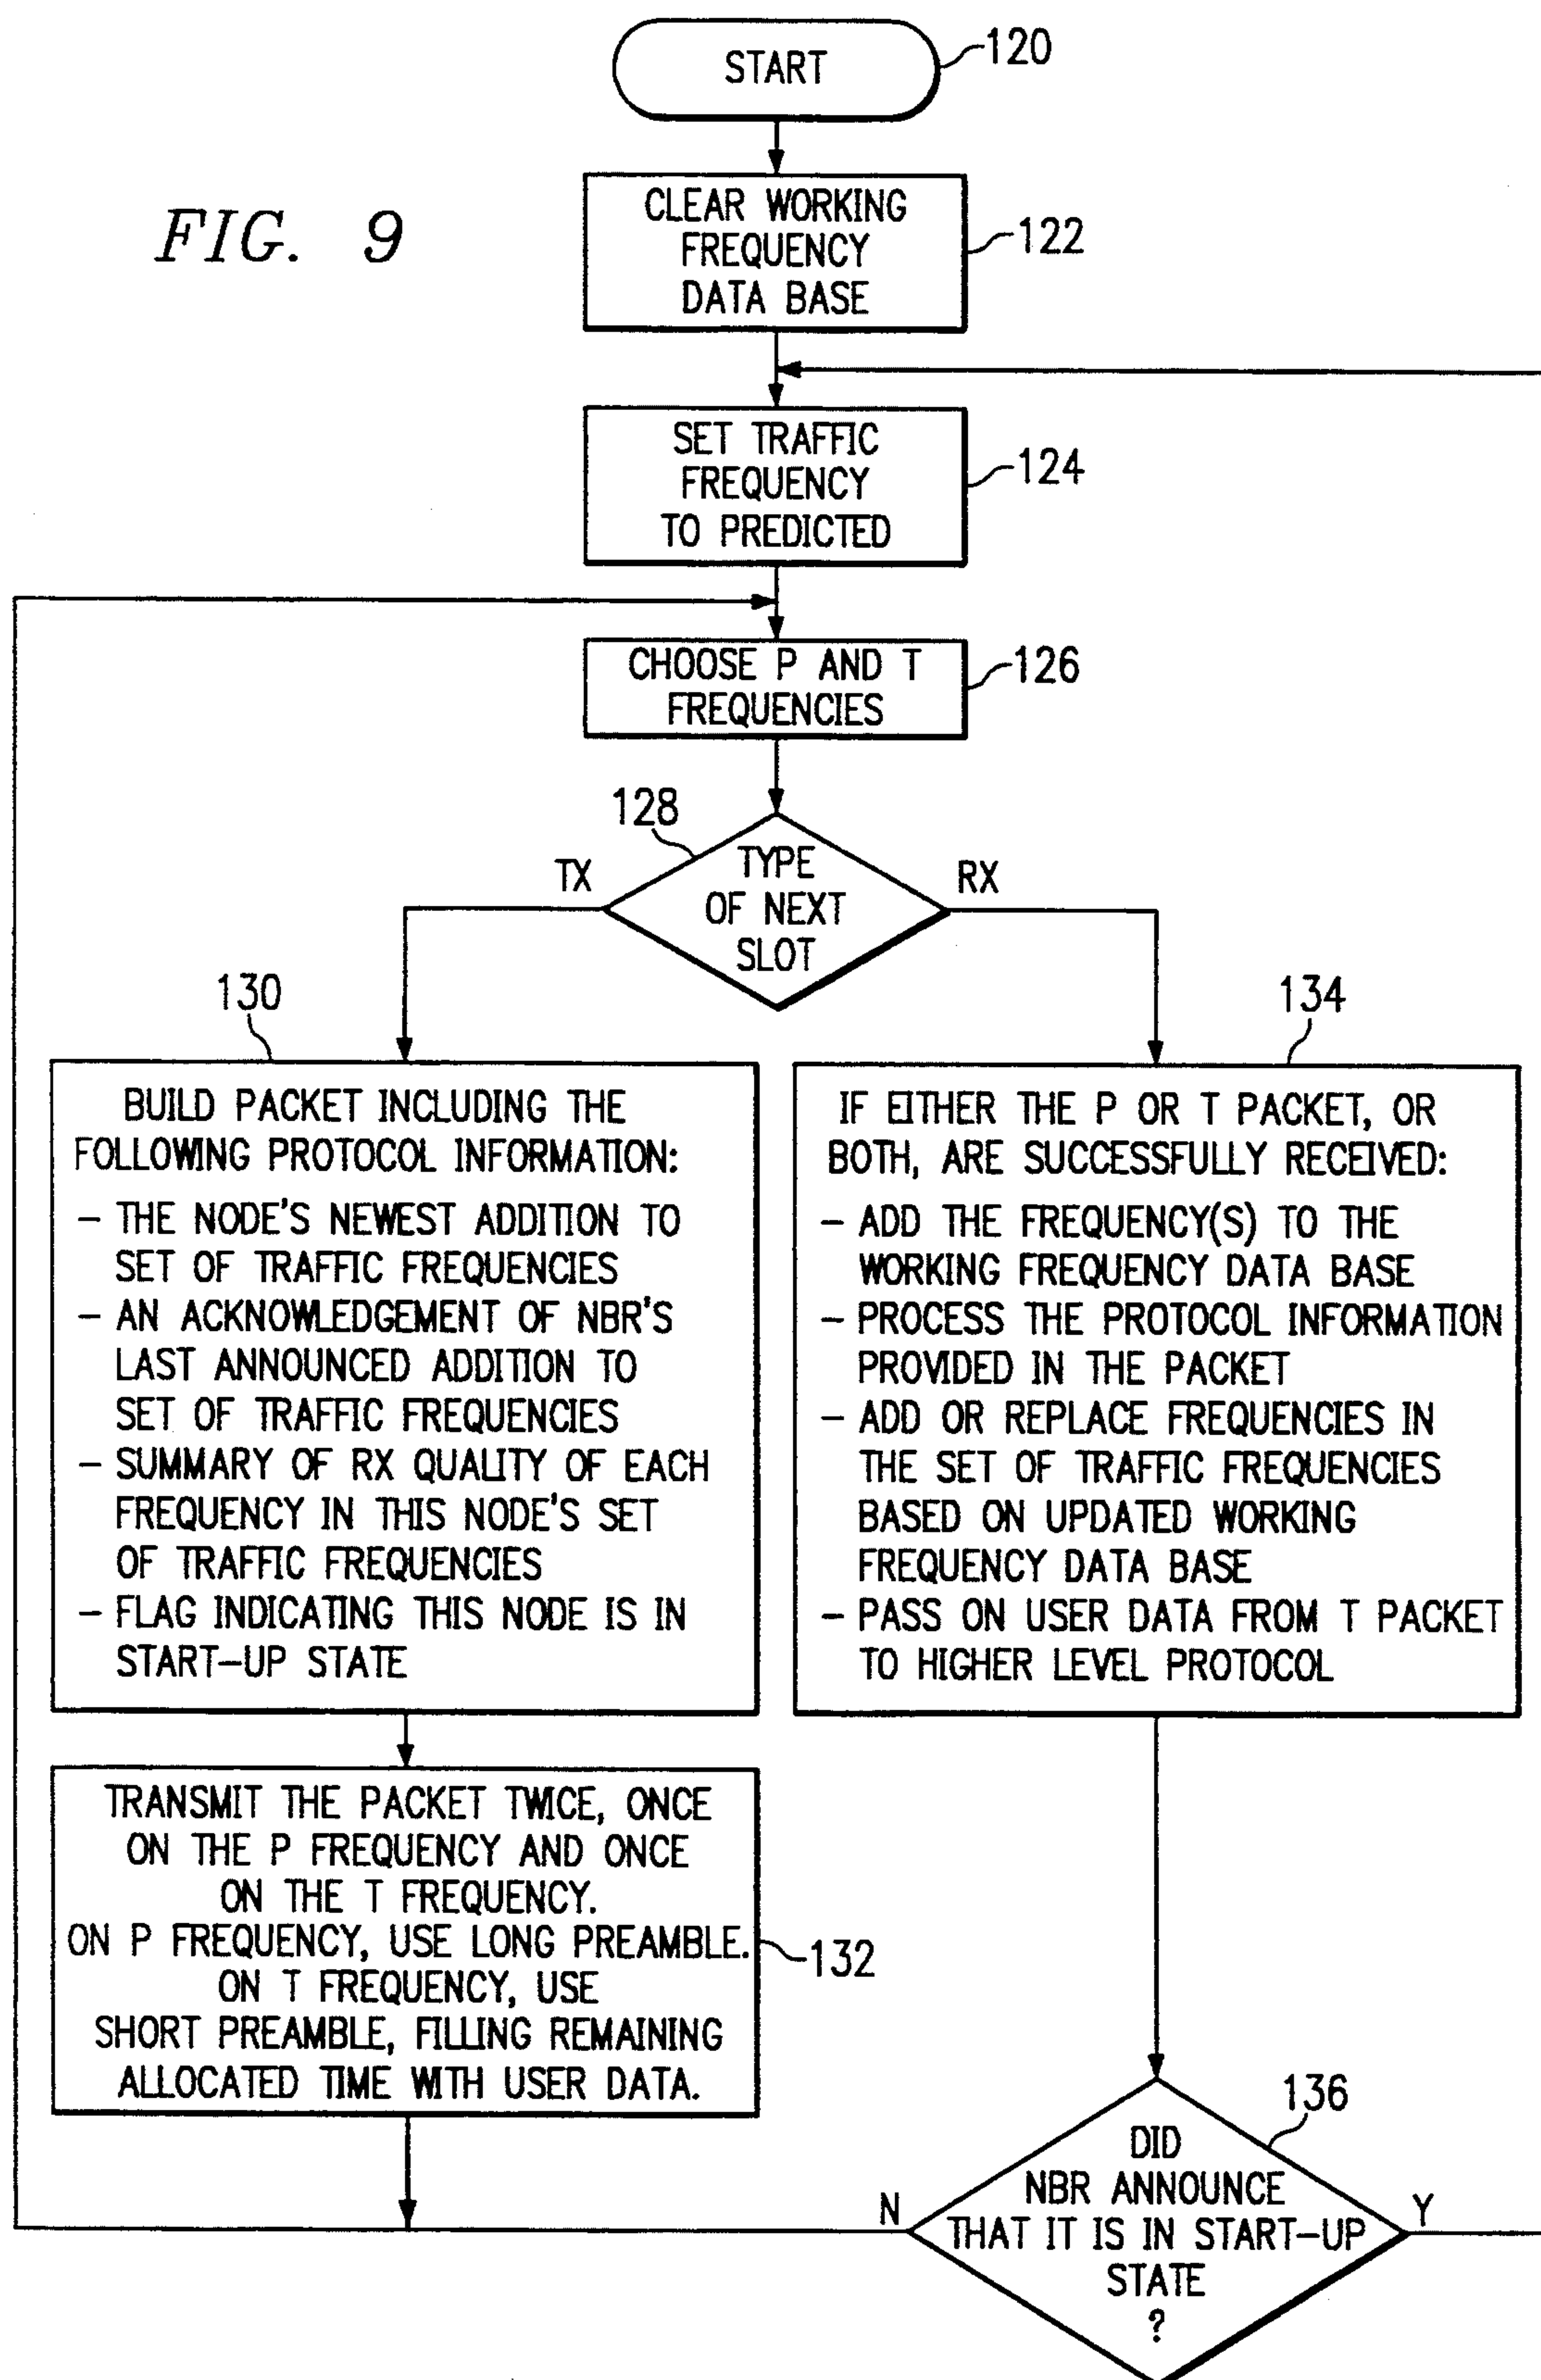 START
120
FIG. 9
CLEAR WORKING
FREQUENCY
DATA BASE
122
SET TRAFFIC
FREQUENCY
TO PREDICTED
124
CHOOSE P AND T
FREQUENCIES
126
128
TX
TYPE
OF NEXT
SLOT
RX
130
BUILD PACKET INCLUDING THE
FOLLOWING PROTOCOL INFORMATION:
– THE NODE'S NEWEST ADDITION TO
SET OF TRAFFIC FREQUENCIES
– AN ACKNOWLEDGEMENT OF NBR'S
LAST ANNOUNCED ADDITION TO
SET OF TRAFFIC FREQUENCIES
– SUMMARY OF RX QUALITY OF EACH
FREQUENCY IN THIS NODE'S SET
OF TRAFFIC FREQUENCIES
– FLAG INDICATING THIS NODE IS IN
START–UP STATE
134
IF EITHER THE P OR T PACKET, OR
BOTH, ARE SUCCESSFULLY RECEIVED:
– ADD THE FREQUENCY(S) TO THE
WORKING FREQUENCY DATA BASE
– PROCESS THE PROTOCOL INFORMATION
PROVIDED IN THE PACKET
– ADD OR REPLACE FREQUENCIES IN
THE SET OF TRAFFIC FREQUENCIES
BASED ON UPDATED WORKING
FREQUENCY DATA BASE
– PASS ON USER DATA FROM T PACKET
TO HIGHER LEVEL PROTOCOL
TRANSMIT THE PACKET TWICE, ONCE
ON THE P FREQUENCY AND ONCE
ON THE T FREQUENCY.
ON P FREQUENCY, USE LONG PREAMBLE.
ON T FREQUENCY, USE
SHORT PREAMBLE, FILLING REMAINING
ALLOCATED TIME WITH USER DATA.
132
136
N
DID
NBR ANNOUNCE
THAT IT IS IN START–UP
STATE
?
Y